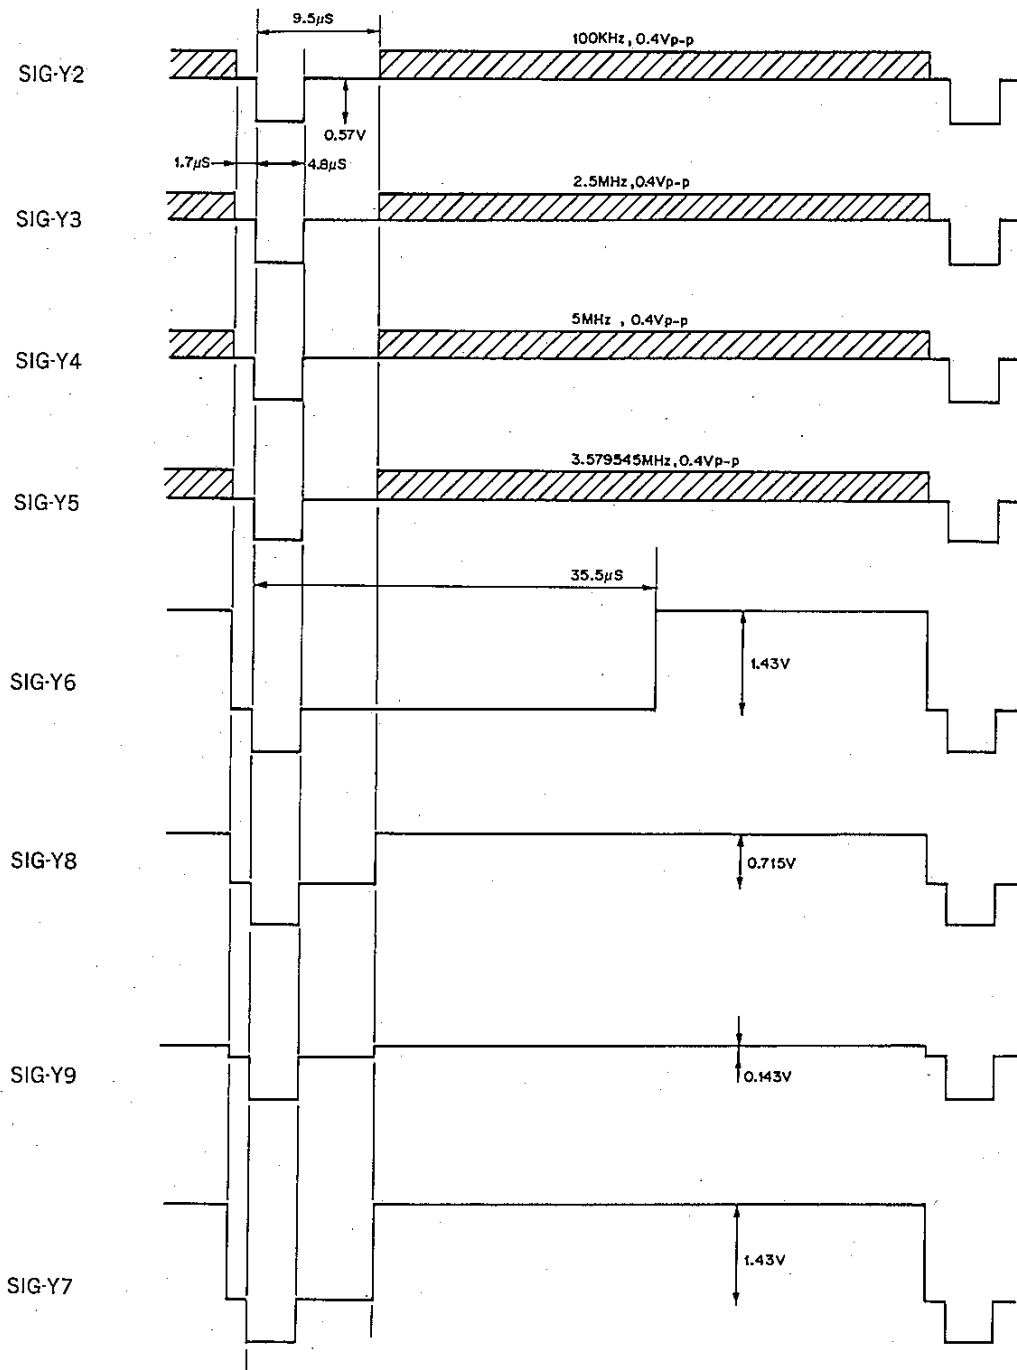 9.5μS
100KHz, 0.4Vp-p
SIG-Y2
0.57V
1.7μS
4.8μS
2.5MHz, 0.4Vp-p
SIG-Y3
5MHz , 0.4Vp-p
SIG-Y4
3.579545MHz, 0.4Vp-p
SIG-Y5
35.5μS
1.43V
SIG-Y6
SIG-Y8
0.715V
SIG-Y9
0.143V
1.43V
SIG-Y7